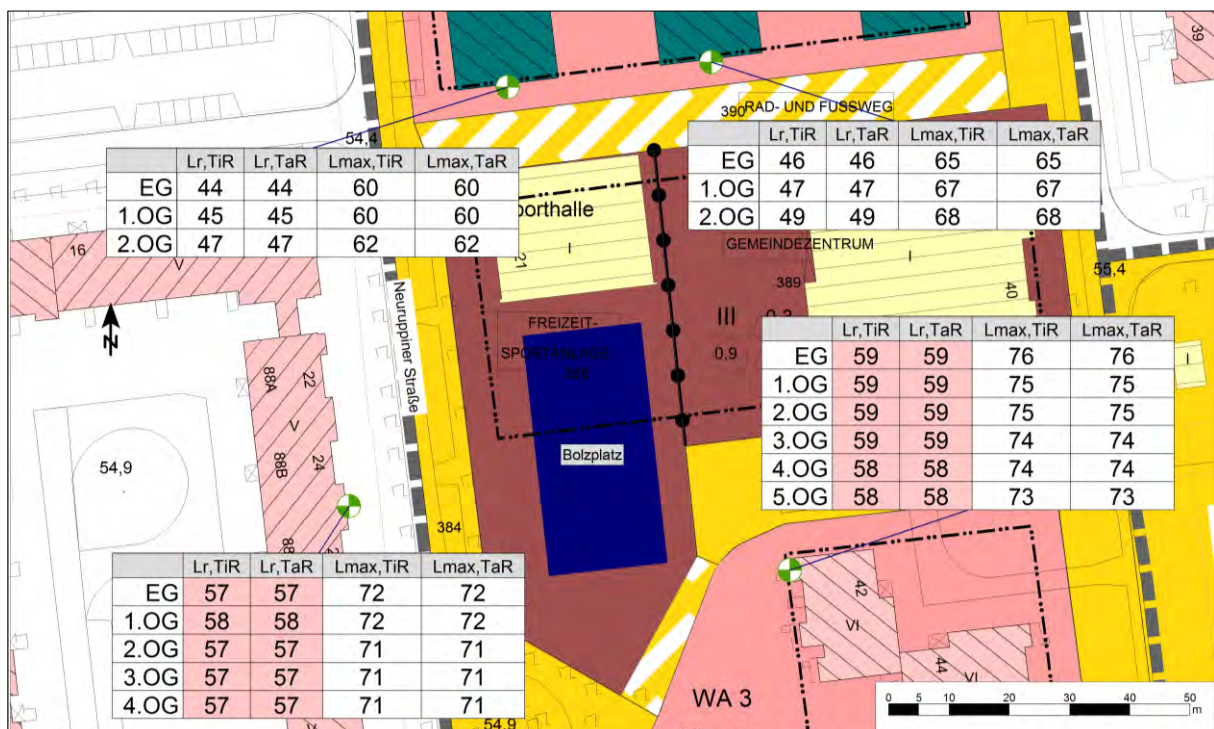 39
RAD- UND FUSSWEG
390
54,4
Lr,TiR Lr,TaR Lmax,TiR Lmax,TaR
EG 44 44 60 60
1.OG 45 45 60 60
2.OG 47 47 62 62
Lr,TiR Lr,TaR Lmax,TiR Lmax,TaR
EG 46 46 65 65
1.OG 47 47 67 67
2.OG 49 49 68 68
porthalle
I
21
16
V
N
GEMEINDEZENTRUM
I
389
40
55,4
III
0,9
I
Neuruppiner Straße
FREIZEIT-
SPORTANLAGE
Bolzplatz
88A
22
V
88B
24
54,9
384
Lr,TiR Lr,TaR Lmax,TiR Lmax,TaR
EG 59 59 76 76
1.OG 59 59 75 75
2.OG 59 59 75 75
3.OG 59 59 74 74
4.OG 58 58 74 74
5.OG 58 58 73 73
Lr,TiR Lr,TaR Lmax,TiR Lmax,TaR
EG 57 57 72 72
1.OG 58 58 72 72
2.OG 57 57 71 71
3.OG 57 57 71 71
4.OG 57 57 71 71
42
VI
44
VI
WA 3
54,9
0 5 10 20 30 40 50
m